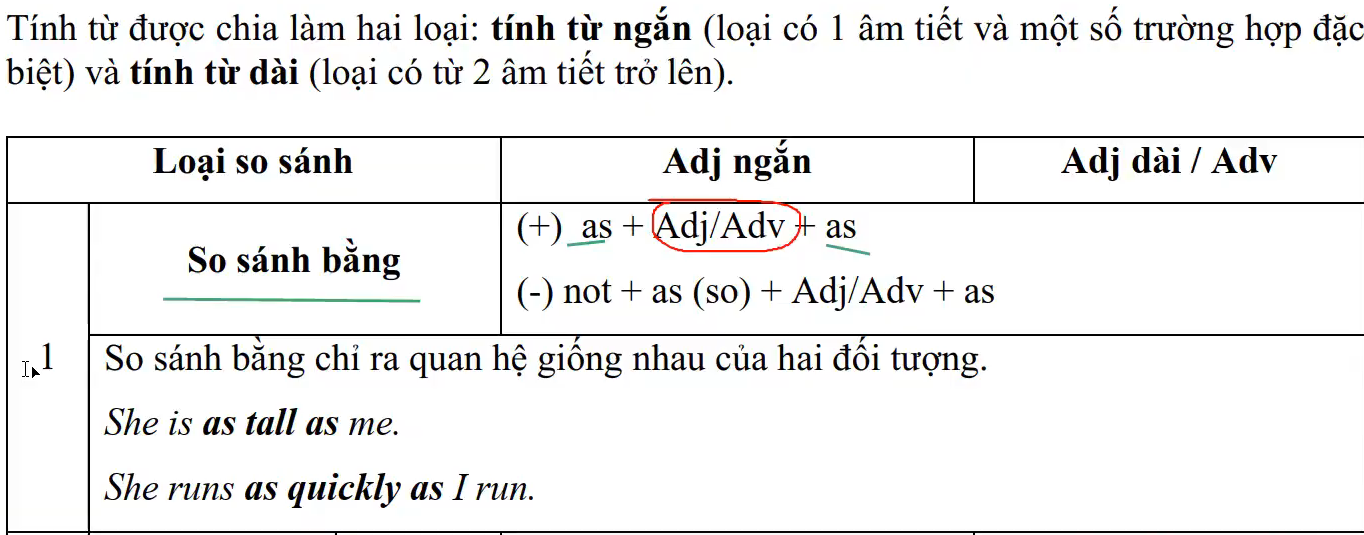 Tính từ được chia làm hai loại: tính từ ngắn (loại có 1 âm tiết và một số trường hợp đặc
biệt) và tính từ dài (loại có từ 2 âm tiết trở lên).
Loại so sánh Adj ngắn Adj dài / Adv
So sánh bằng
(+) as + Adj/Adv + as
(-) not + as (so) + Adj/Adv + as
1
So sánh bằng chỉ ra quan hệ giống nhau của hai đối tượng.
She is as tall as me.
She runs as quickly as I run.